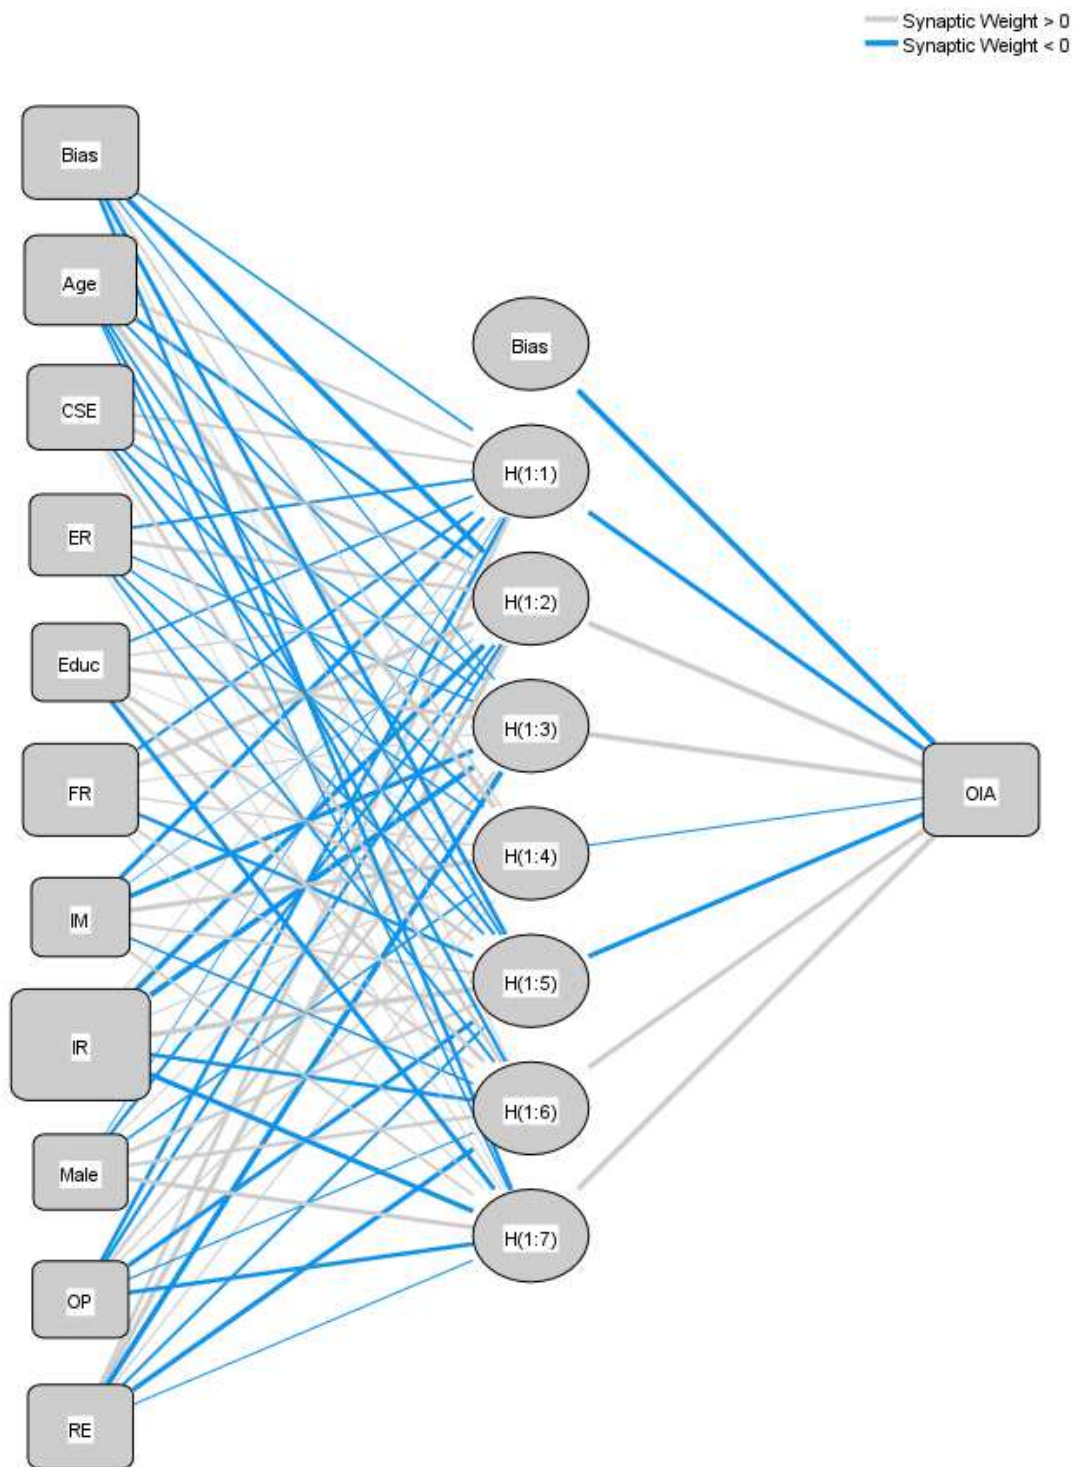 Synaptic Weight > 0
Synaptic Weight < 0
Bias
Age
CSE
ER
Educ
FR
IM
IR
Male
OP
RE
Bias
H(1:1)
H(1:2)
H(1:3)
H(1:4)
H(1:5)
H(1:6)
H(1:7)
OIA